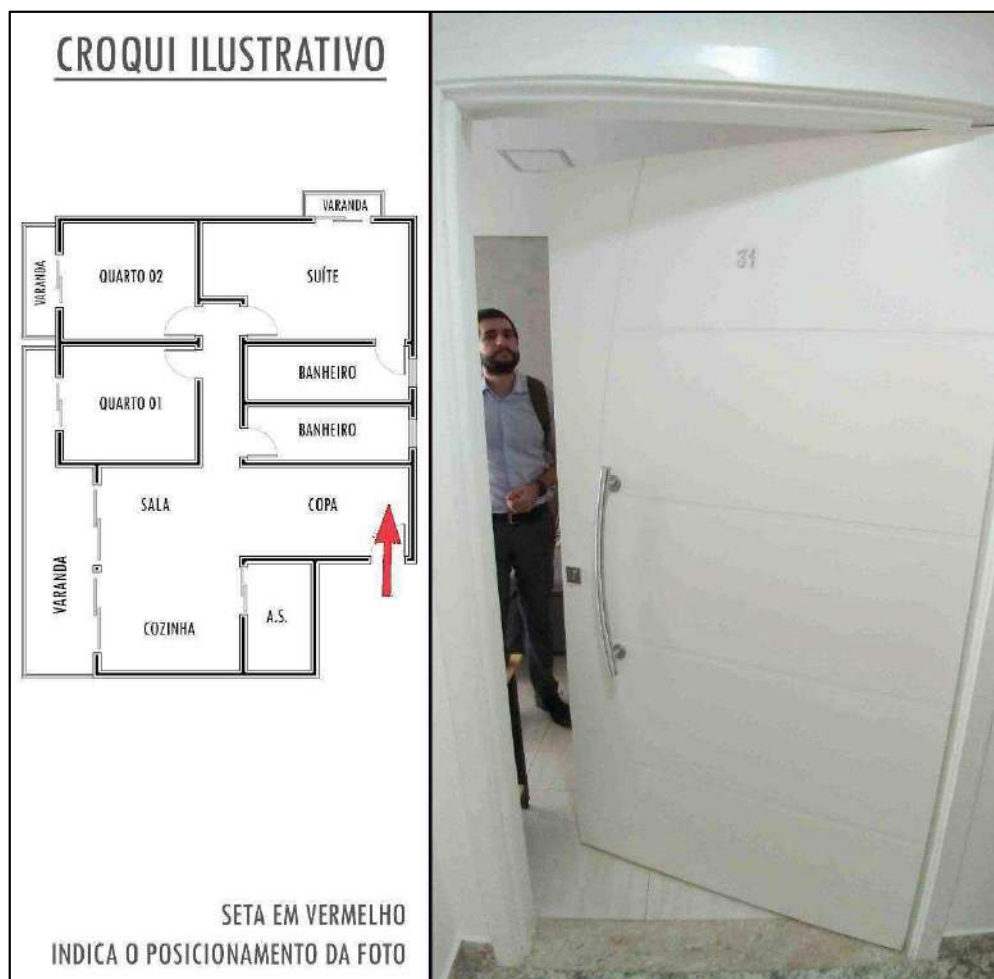 CROQUI ILUSTRATIVO
VARANDA
VARANDA
QUARTO 02
SUÍTE
BANHEIRO
QUARTO 01
BANHEIRO
SALA
COPA
VARANDA
COZINHA
A.S.
SETA EM VERMELHO
INDICA O POSICIONAMENTO DA FOTO
31